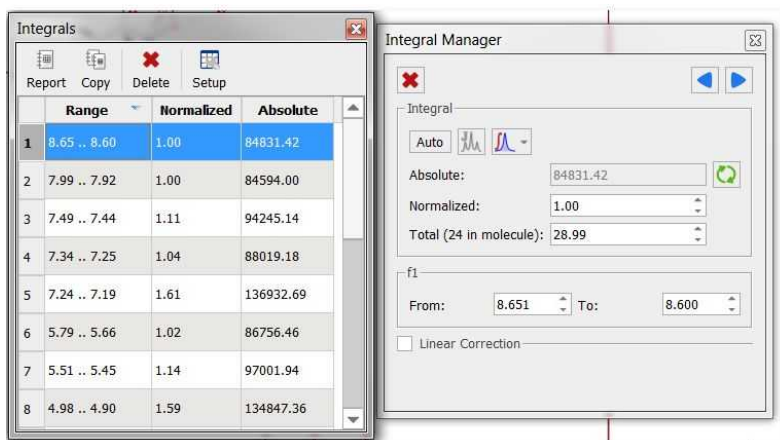 Integrals
Report Copy Delete Setup
Range Normalized Absolute
1 8.65 .. 8.60 1.00 84831.42
2 7.99 .. 7.92 1.00 84594.00
3 7.49 .. 7.44 1.11 94245.14
4 7.34 .. 7.25 1.04 88019.18
5 7.24 .. 7.19 1.61 136932.69
6 5.79 .. 5.66 1.02 86756.46
7 5.51 .. 5.45 1.14 97001.94
8 4.98 .. 4.90 1.59 134847.36
Integral Manager
Integral
Auto
Absolute: 84831.42
Normalized: 1.00
Total (24 in molecule): 28.99
f1
From: 8.651 To: 8.600
Linear Correction